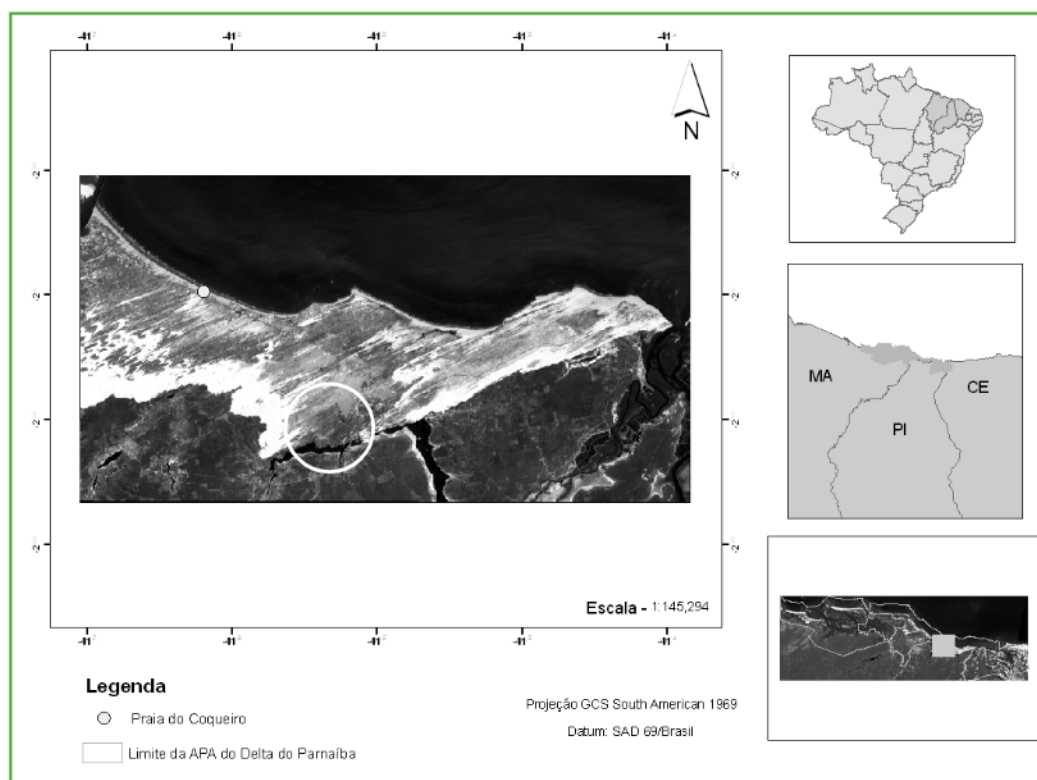 N
Escala - 1:145,294
MA
PI
CE
Legenda
Praia do Coqueiro
Limite da APA do Delta do Parnaíba
Projeção GCS South American 1969
Datum: SAD 69/Brasil